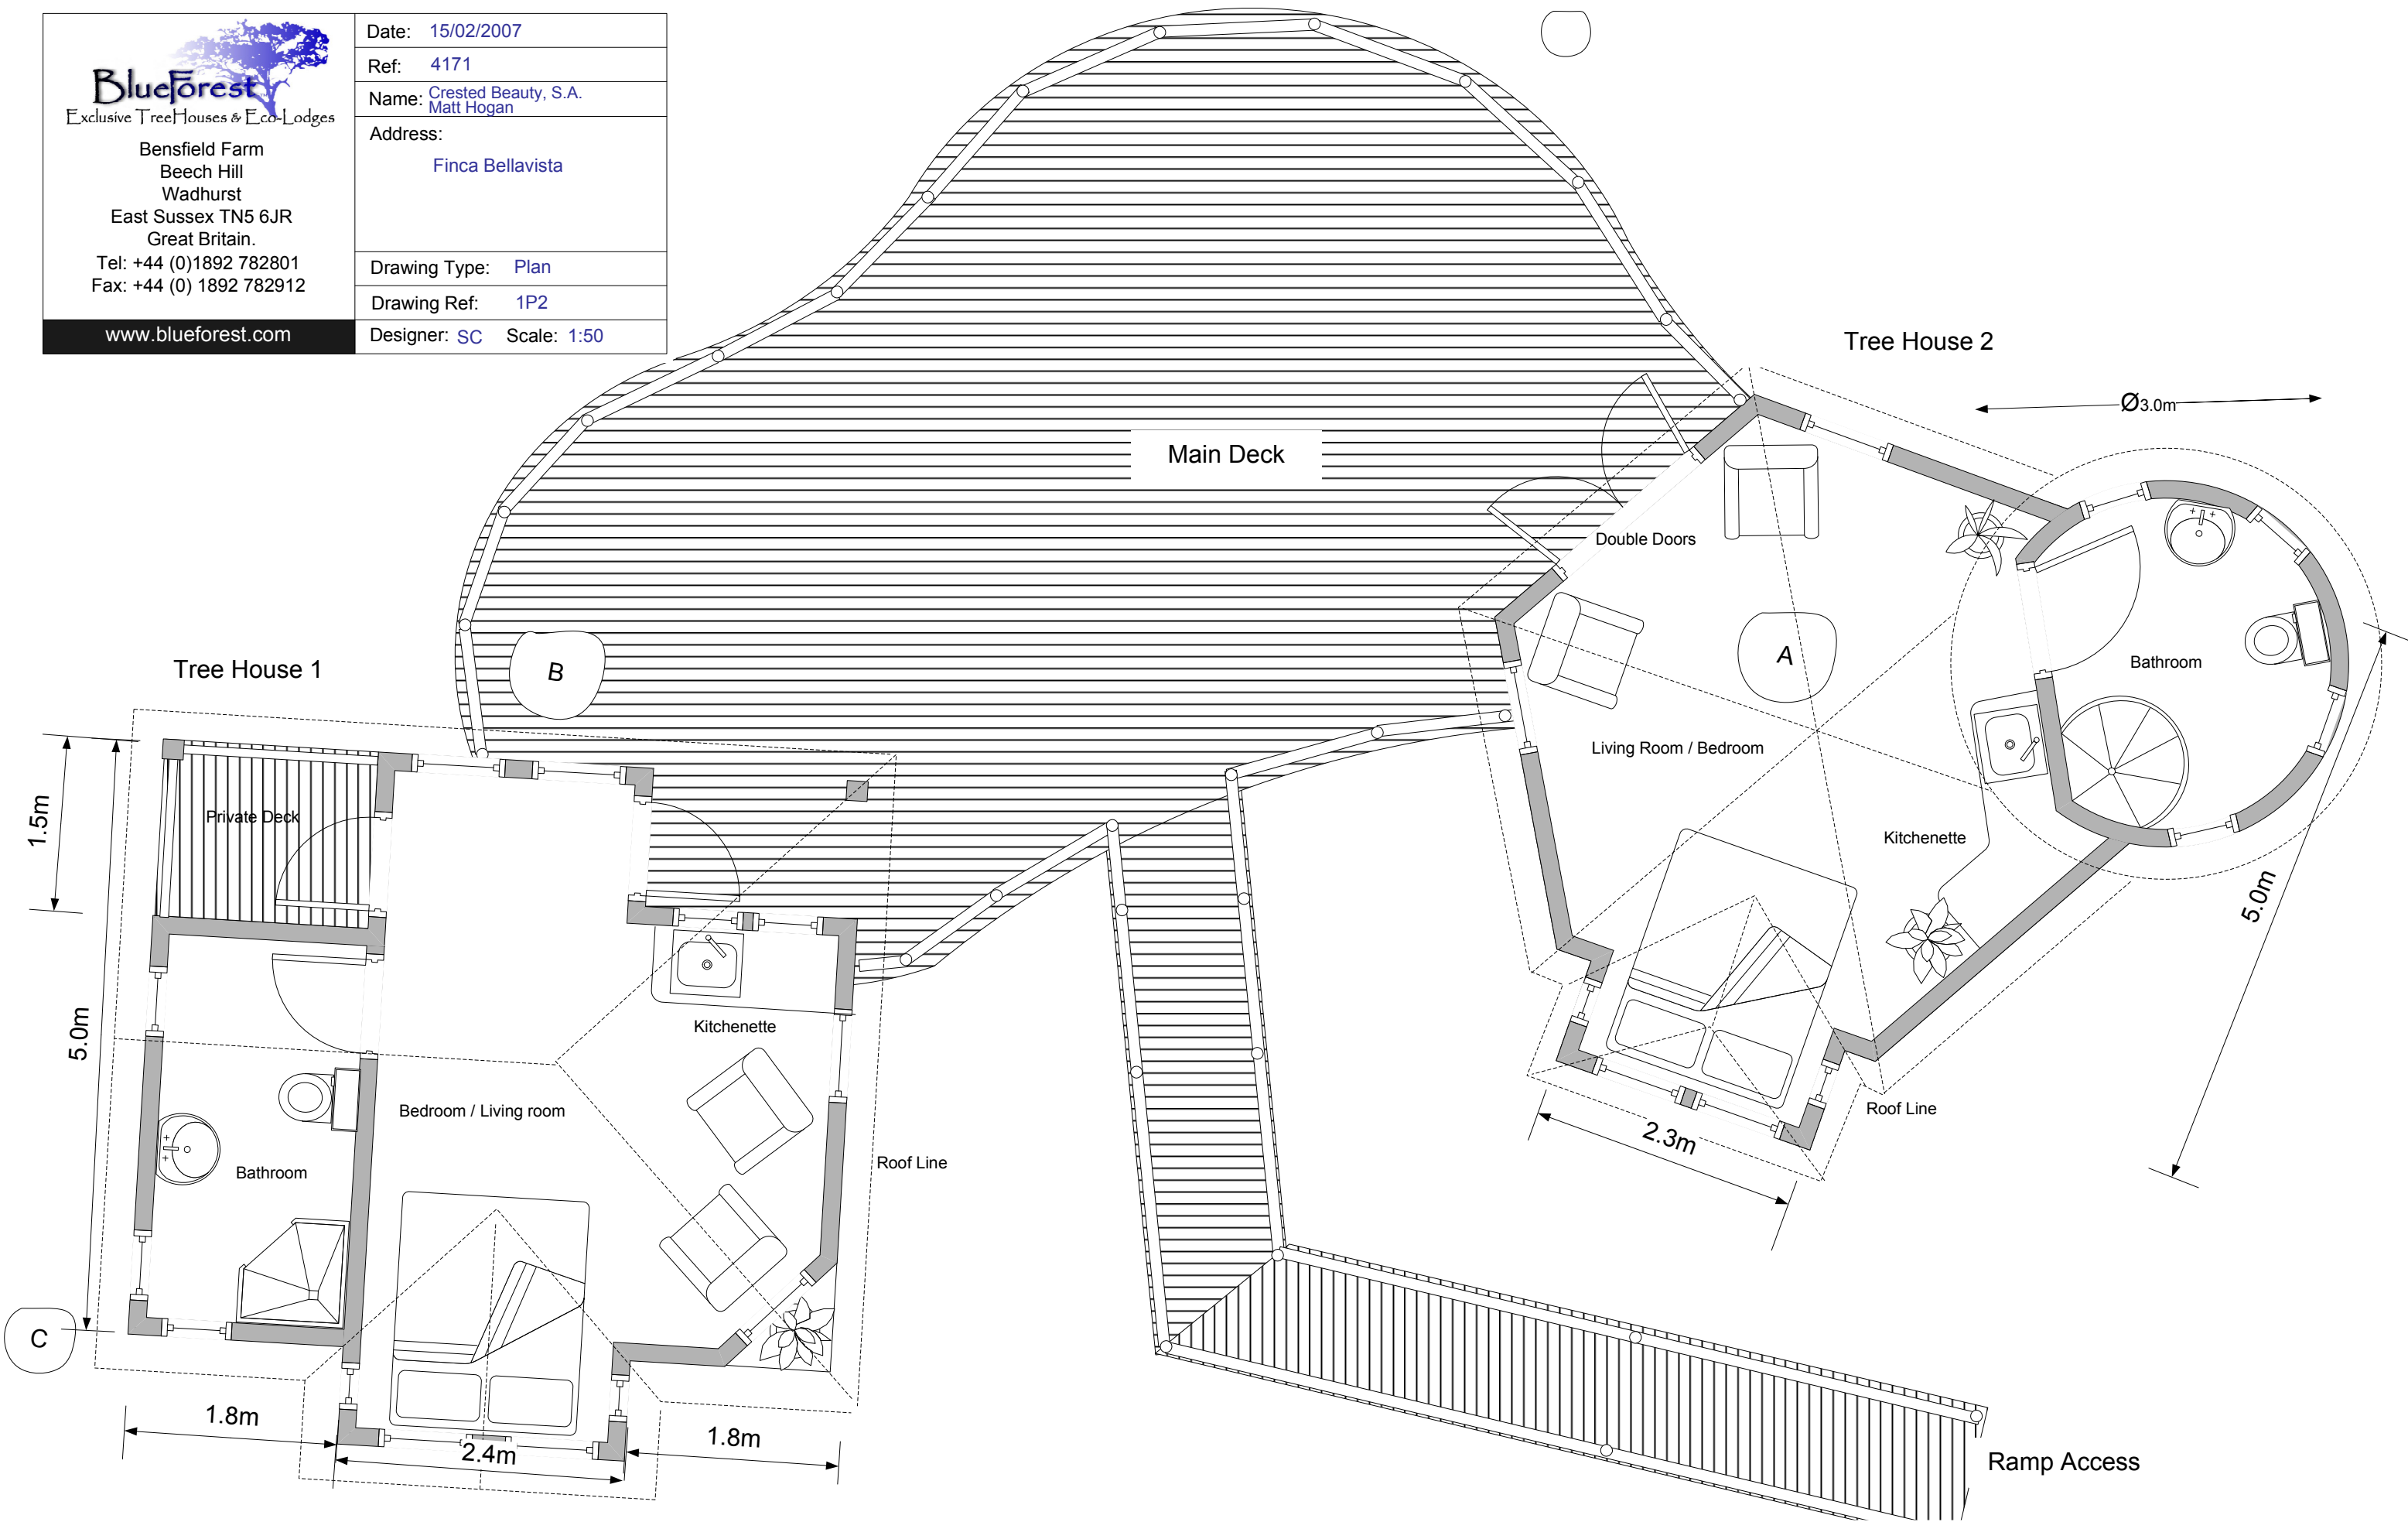 BlueForest
Exclusive TreeHouses & Eco-Lodges
Bensfield Farm
Beech Hill
Wadhurst
East Sussex TN5 6JR
Great Britain.
Tel: +44 (0)1892 782801
Fax: +44 (0) 1892 782912
www.blueforest.com
Date: 15/02/2007
Ref: 4171
Name: Crested Beauty, S.A.
Matt Hogan
Address:
Finca Bellavista
Drawing Type: Plan
Drawing Ref: 1P2
Designer: SC Scale: 1:50
Main Deck
Tree House 2
Ø3.0m
Double Doors
A
Bathroom
Living Room / Bedroom
Kitchenette
5.0m
Roof Line
2.3m
Tree House 1
B
1.5m
Private Deck
5.0m
Kitchenette
Bedroom / Living room
Bathroom
Roof Line
C
1.8m
2.4m
1.8m
Ramp Access